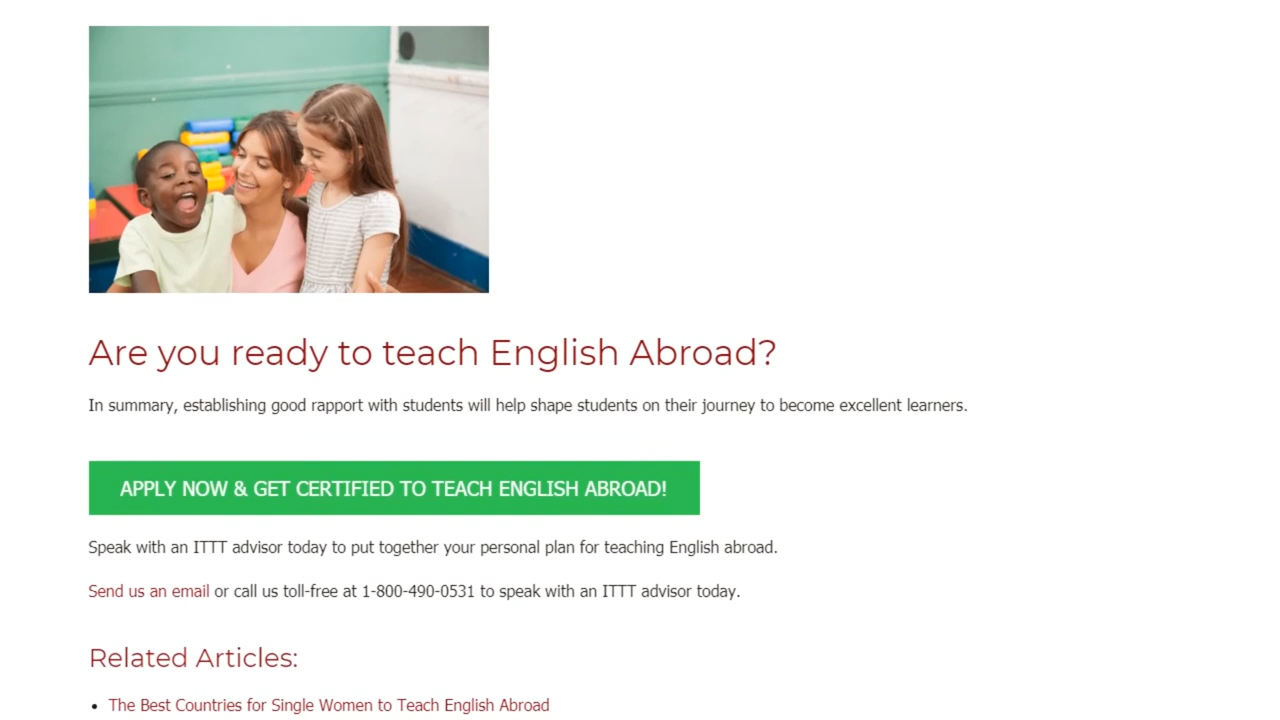 Are you ready to teach English Abroad?
In summary, establishing good rapport with students will help shape students on their journey to become excellent learners.
APPLY NOW & GET CERTIFIED TO TEACH ENGLISH ABROAD!
Speak with an ITTT advisor today to put together your personal plan for teaching English abroad.
Send us an email or call us toll-free at 1-800-490-0531 to speak with an ITTT advisor today.
Related Articles:
• The Best Countries for Single Women to Teach English Abroad